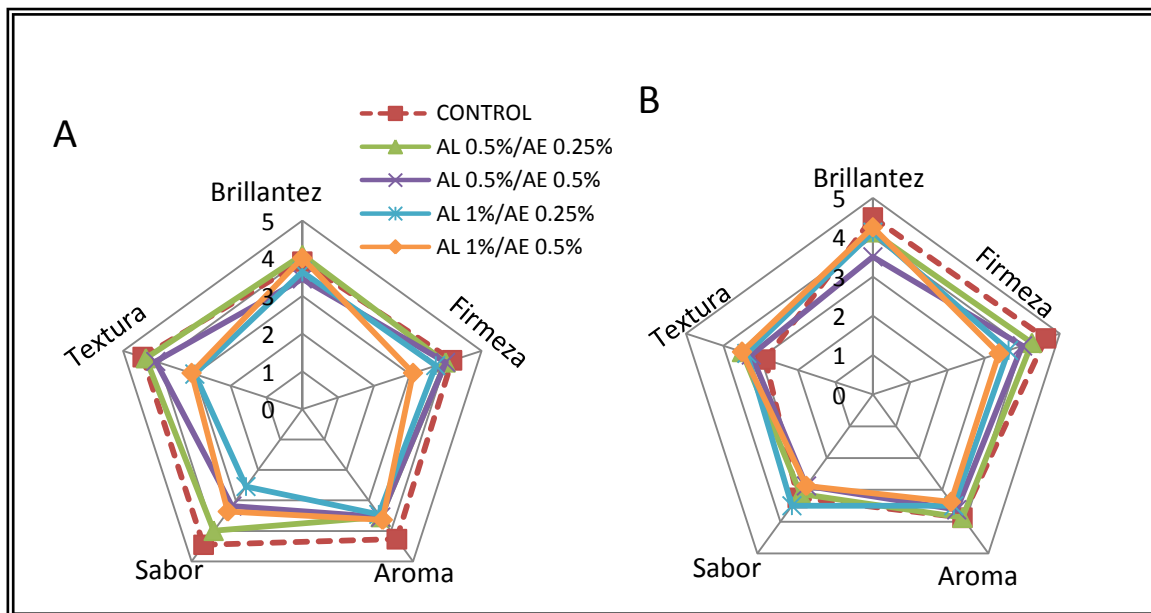 A
B
CONTROL
AL 0.5%/AE 0.25%
AL 0.5%/AE 0.5%
AL 1%/AE 0.25%
AL 1%/AE 0.5%
Brillantez
5
4
3
2
1
0
Firmeza
Aroma
Sabor
Textura
Brillantez
5
4
3
2
1
0
Firmeza
Aroma
Sabor
Textura